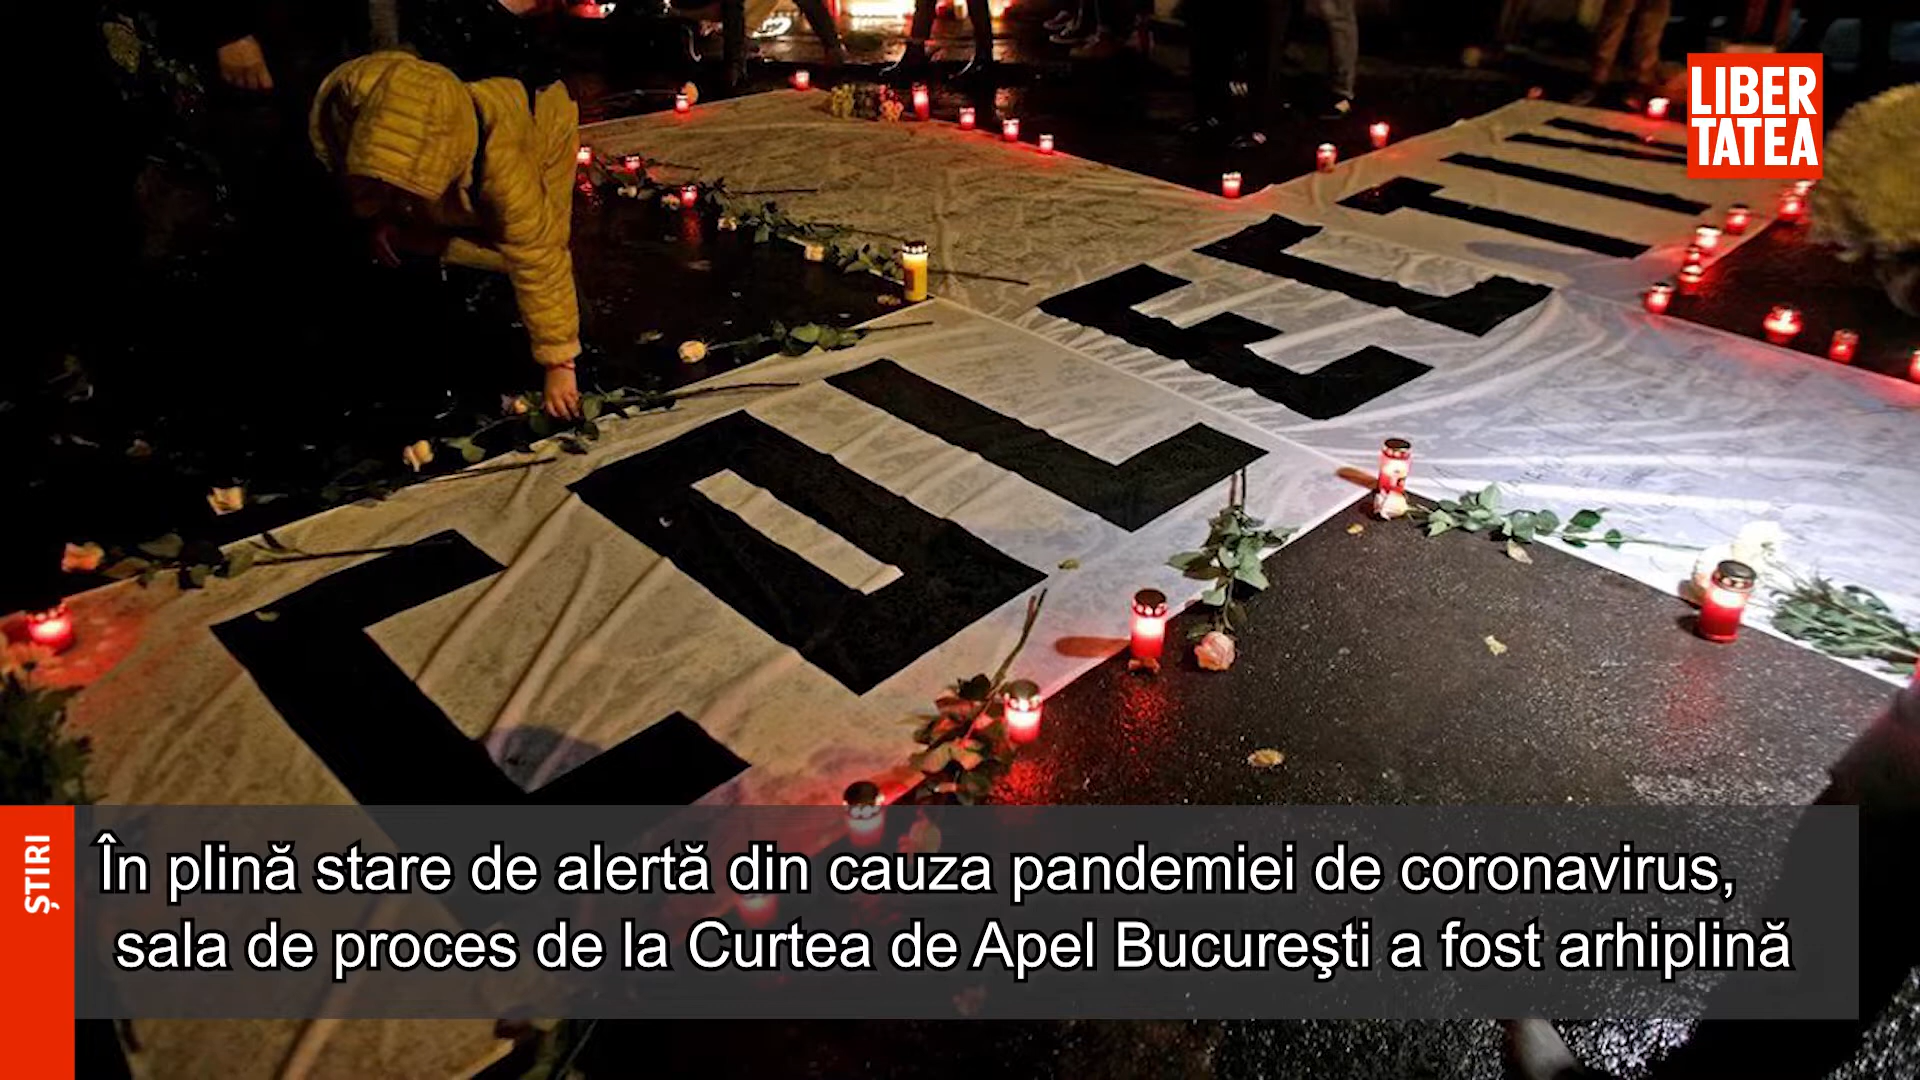 LIBER
TATEA
COLECTIV
ȘTIRI
În plină stare de alertă din cauza pandemiei de coronavirus,
sala de proces de la Curtea de Apel Bucureşti a fost arhiplină